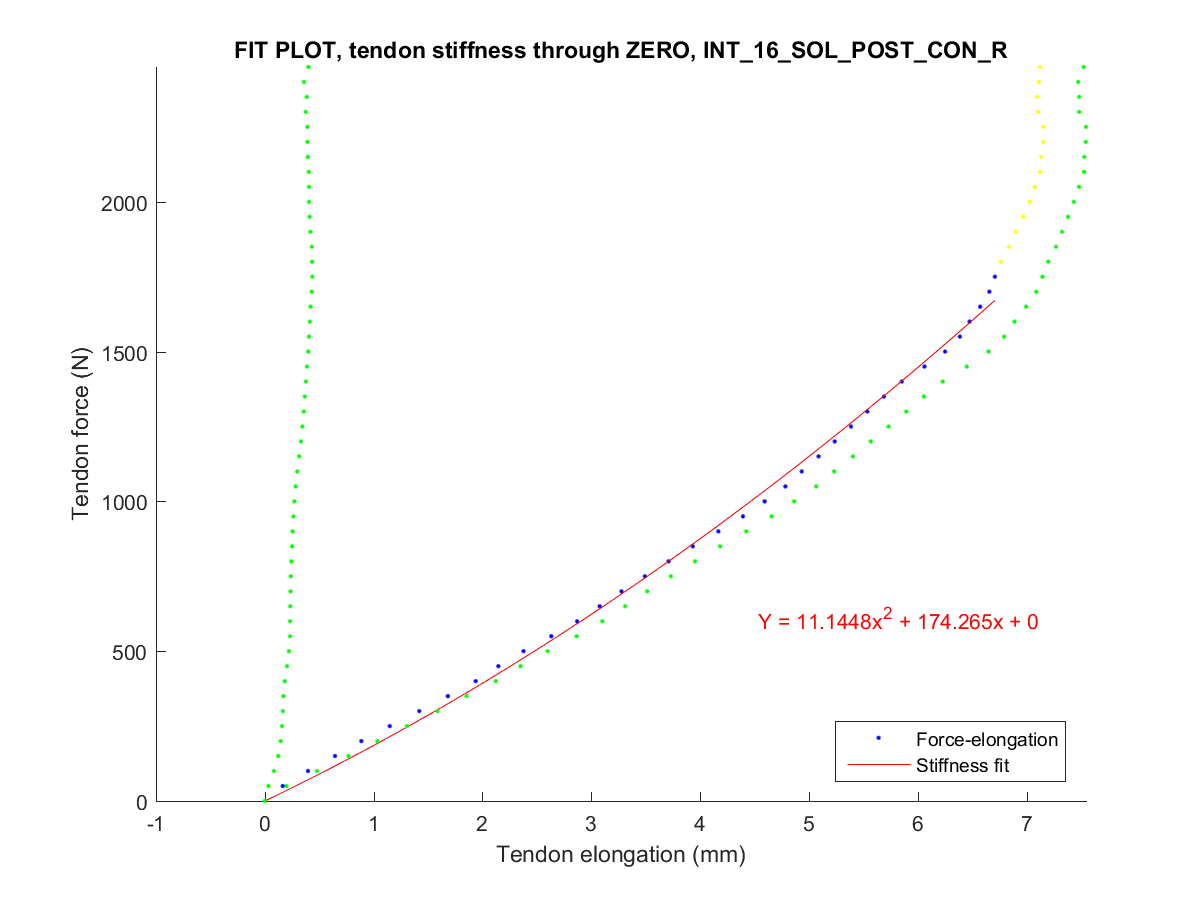 FIT PLOT, tendon stiffness through ZERO, INT_16_SOL_POST_CON_R
Tendon force (N)
2000
1500
1000
500
0
-1 0 1 2 3 4 5 6 7
Tendon elongation (mm)
Y = 11.1448x² + 174.265x + 0
Force-elongation
Stiffness fit